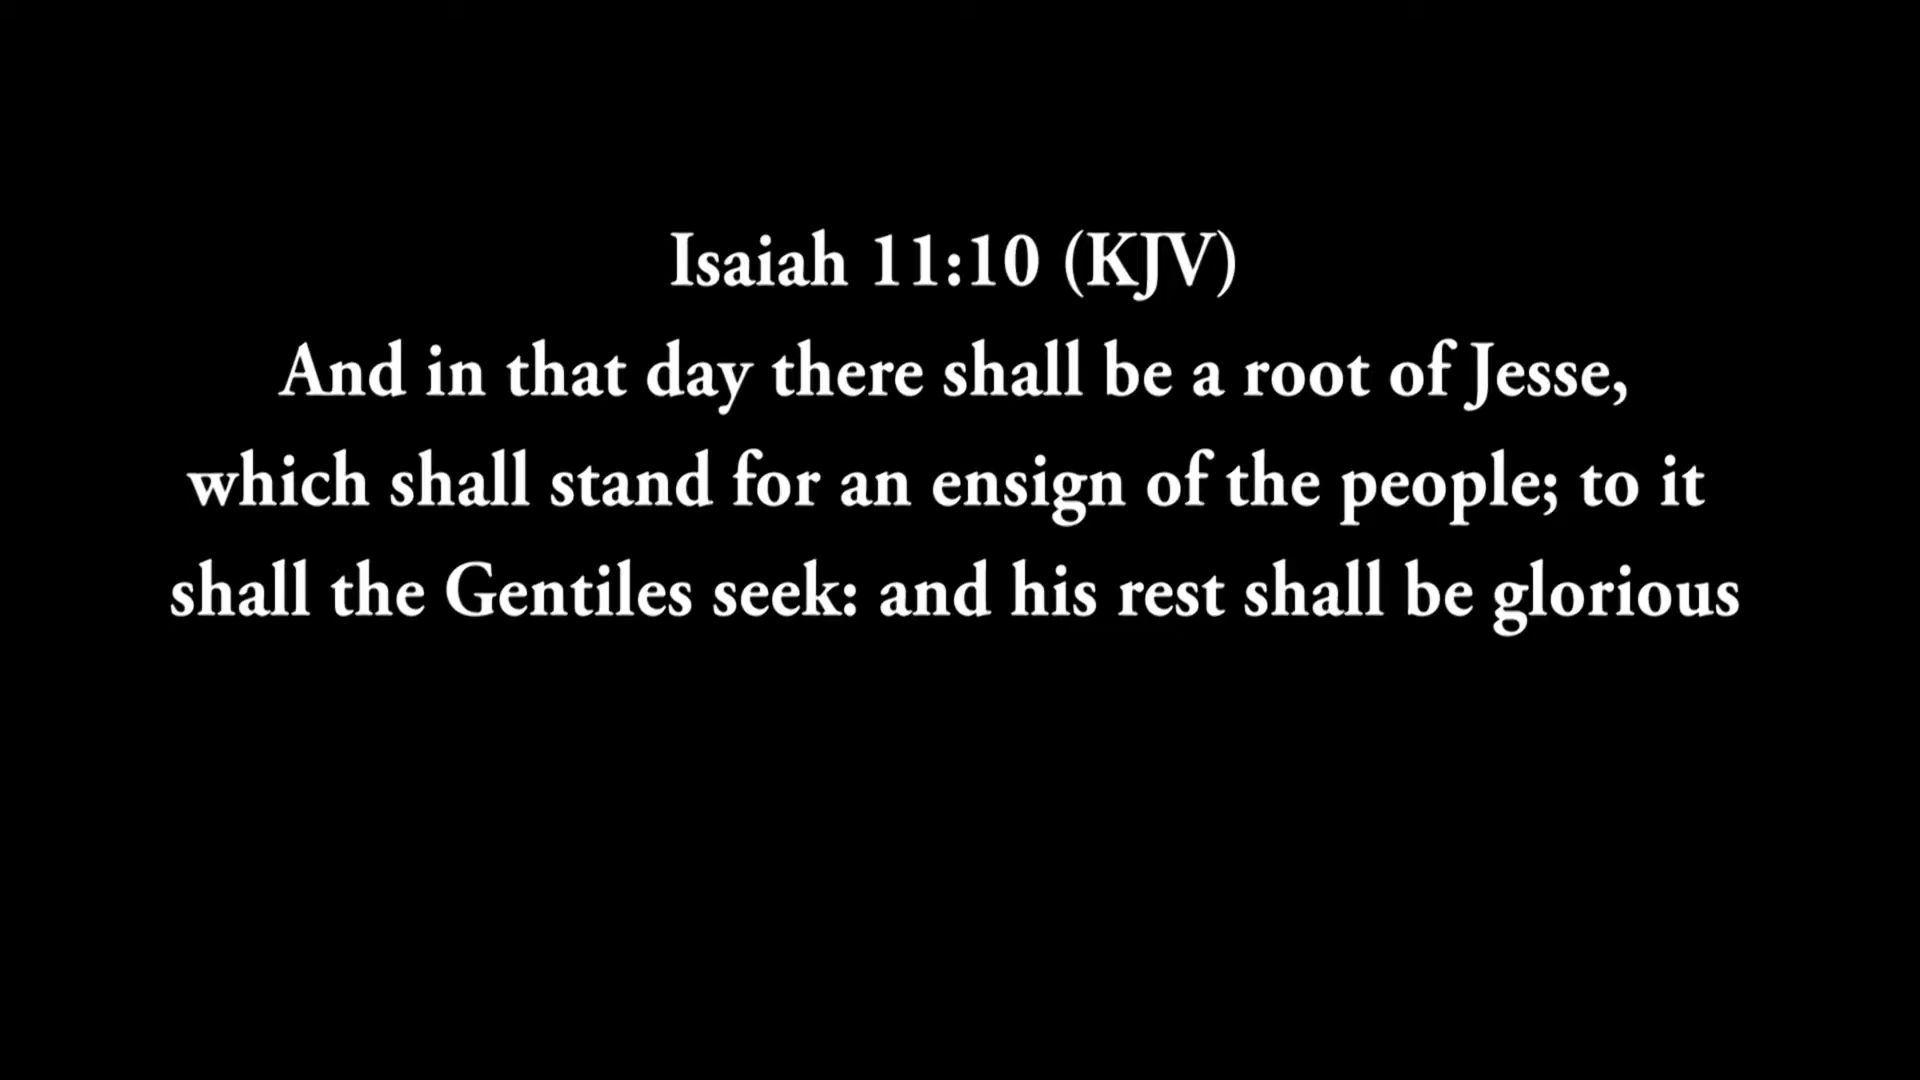 Isaiah 11:10 (KJV)
And in that day there shall be a root of Jesse,
which shall stand for an ensign of the people; to it
shall the Gentiles seek: and his rest shall be glorious